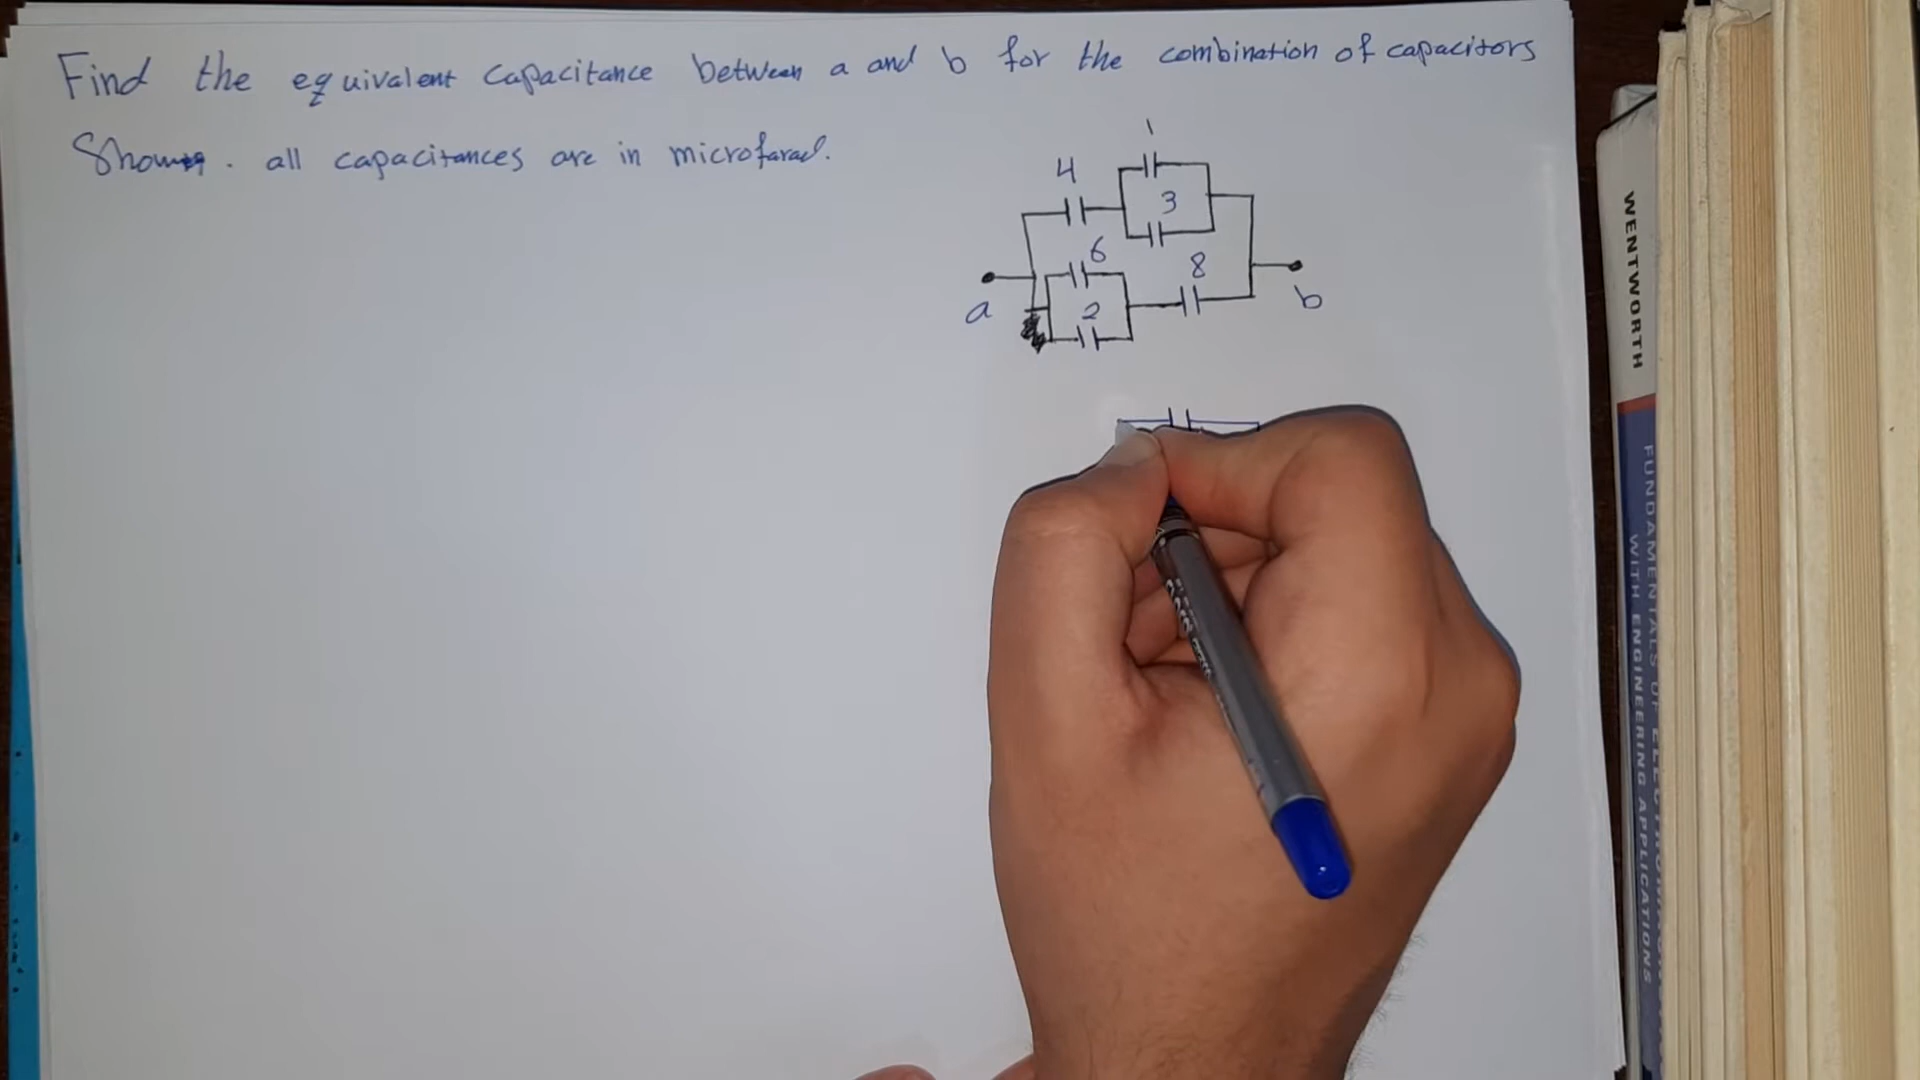 Find the equivalent capacitance between a and b for the combination of capacitors
Shown. all capacitances are in microfarad.
1
4
3
6
8
a
2
b
WENTWORTH
FUNDAMENTALS OF ELECTROMAGNETICS
WITH ENGINEERING APPLICATIONS